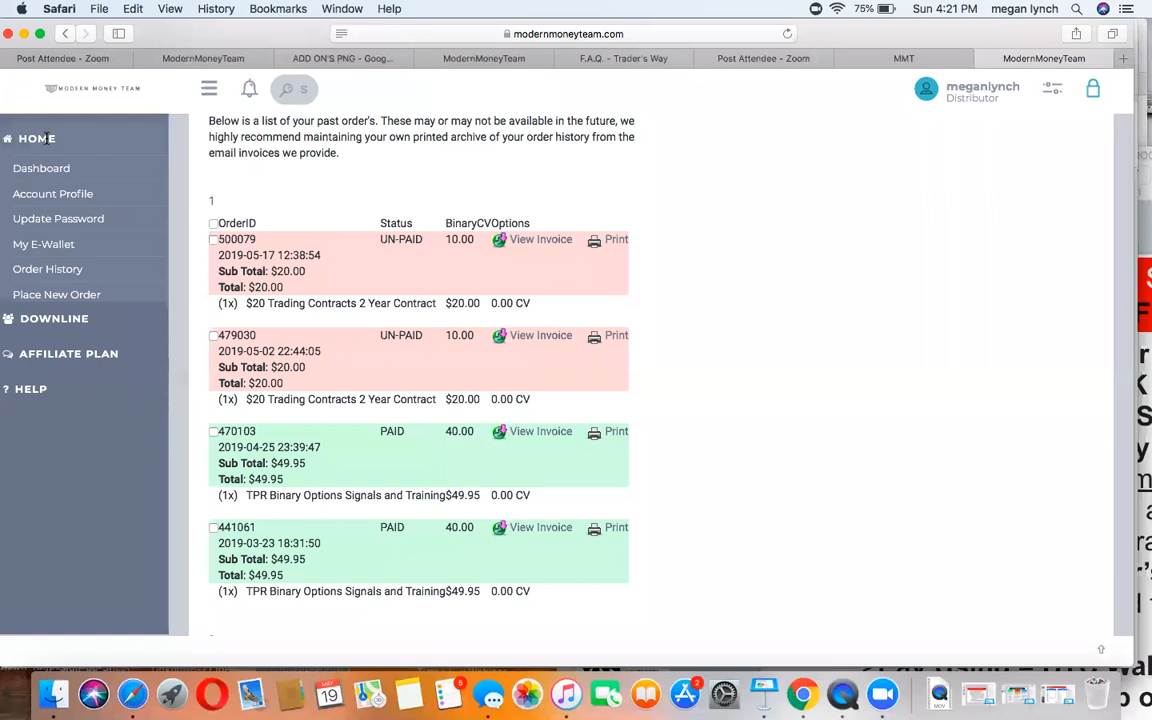 Safari File Edit View History Bookmarks Window Help 75% Sun 4:21 PM megan lynch
modernmoneyteam.com
Post Attendee - Zoom ModernMoneyTeam ADD ON'S PNG - Goog... ModernMoneyTeam F.A.Q. - Trader's Way Post Attendee - Zoom MMT ModernMoneyTeam
MODERN MONEY TEAM S meganlynch
Distributor
HOME
Dashboard
Account Profile
Update Password
My E-Wallet
Order History
Place New Order
DOWNLINE
AFFILIATE PLAN
? HELP
Below is a list of your past order's. These may or may not be available in the future, we
highly recommend maintaining your own printed archive of your order history from the
email invoices we provide.
1
OrderID Status BinaryCVOptions
500079 UN-PAID 10.00 View Invoice Print
2019-05-17 12:38:54
Sub Total: $20.00
Total: $20.00
(1x) $20 Trading Contracts 2 Year Contract $20.00 0.00 CV
479030 UN-PAID 10.00 View Invoice Print
2019-05-02 22:44:05
Sub Total: $20.00
Total: $20.00
(1x) $20 Trading Contracts 2 Year Contract $20.00 0.00 CV
470103 PAID 40.00 View Invoice Print
2019-04-25 23:39:47
Sub Total: $49.95
Total: $49.95
(1x) TPR Binary Options Signals and Training$49.95 0.00 CV
441061 PAID 40.00 View Invoice Print
2019-03-23 18:31:50
Sub Total: $49.95
Total: $49.95
(1x) TPR Binary Options Signals and Training$49.95 0.00 CV
MAY
19
5
2
MOV